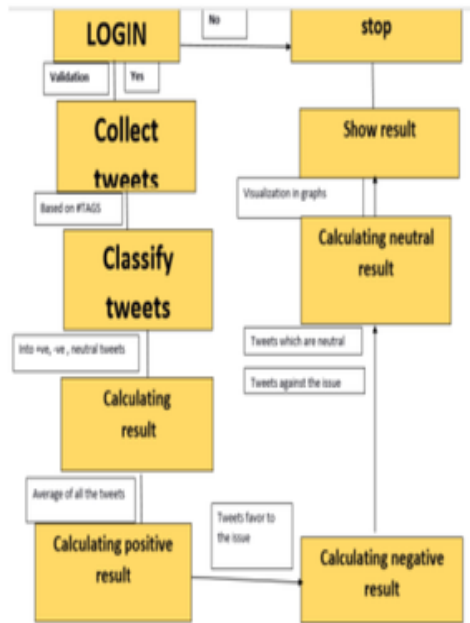 LOGIN
No
stop
Validation
Yes
Collect
tweets
Show result
Based on #TAGS
Visualization in graphs
Classify
tweets
Calculating neutral
result
Into +ve, -ve , neutral tweets
Tweets which are neutral
Tweets against the issue
Calculating
result
Average of all the tweets
Tweets favor to
the issue
Calculating positive
result
Calculating negative
result